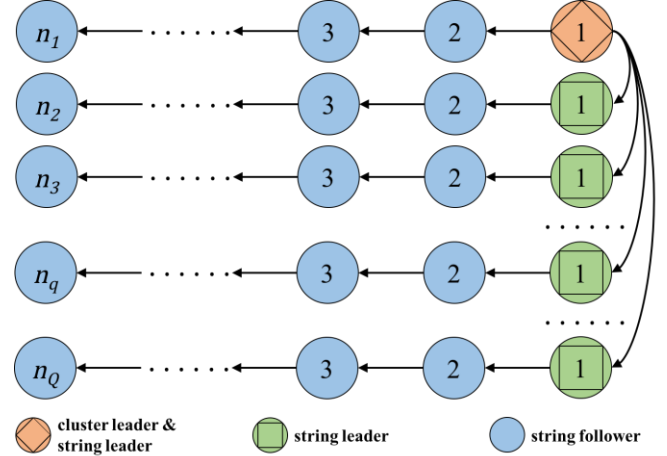 n1 ...... 3 2 1
n2 ...... 3 2 1
n3 ...... 3 2 1
......
nq ...... 3 2 1
......
nQ ...... 3 2 1
cluster leader &
string leader
string leader
string follower